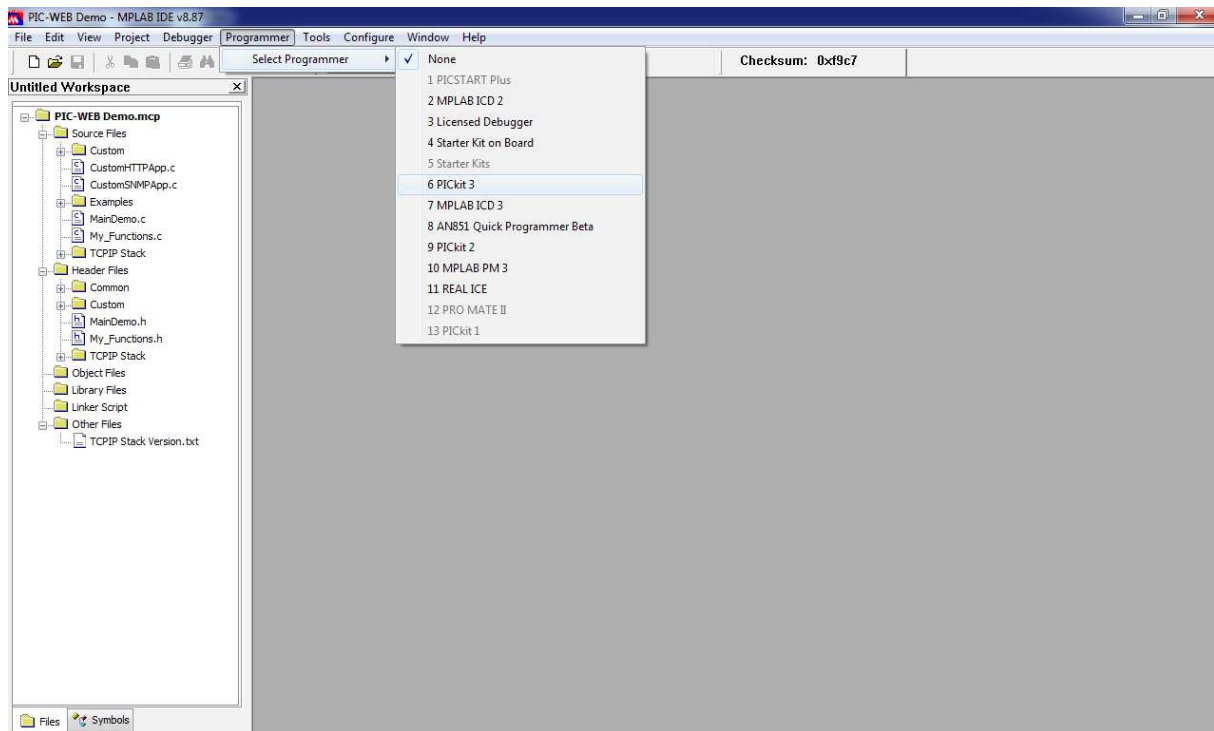 PIC-WEB Demo - MPLAB IDE v8.87
File Edit View Project Debugger Programmer Tools Configure Window Help
Checksum: 0xf9c7
Select Programmer
None
1 PICSTART Plus
2 MPLAB ICD 2
3 Licensed Debugger
4 Starter Kit on Board
5 Starter Kits
6 PICkit 3
7 MPLAB ICD 3
8 AN851 Quick Programmer Beta
9 PICkit 2
10 MPLAB PM 3
11 REAL ICE
12 PRO MATE II
13 PICkit 1
Untitled Workspace
PIC-WEB Demo.mcp
Source Files
Custom
CustomHTTPApp.c
CustomSNMPApp.c
Examples
MainDemo.c
My_Functions.c
TCPIP Stack
Header Files
Common
Custom
MainDemo.h
My_Functions.h
TCPIP Stack
Object Files
Library Files
Linker Script
Other Files
TCPIP Stack Version.txt
Files Symbols